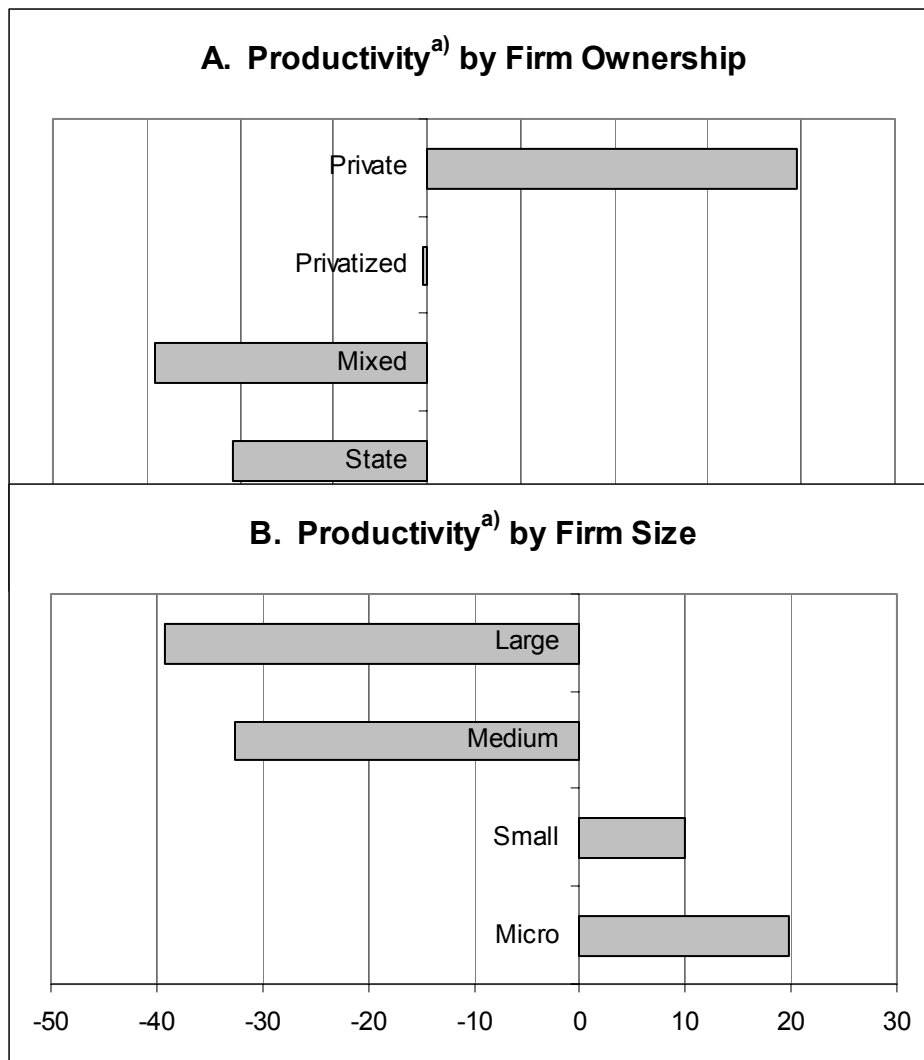 A. Productivity a) by Firm Ownership
Private
Privatized
Mixed
State
B. Productivity a) by Firm Size
Large
Medium
Small
Micro
-50 -40 -30 -20 -10 0 10 20 30